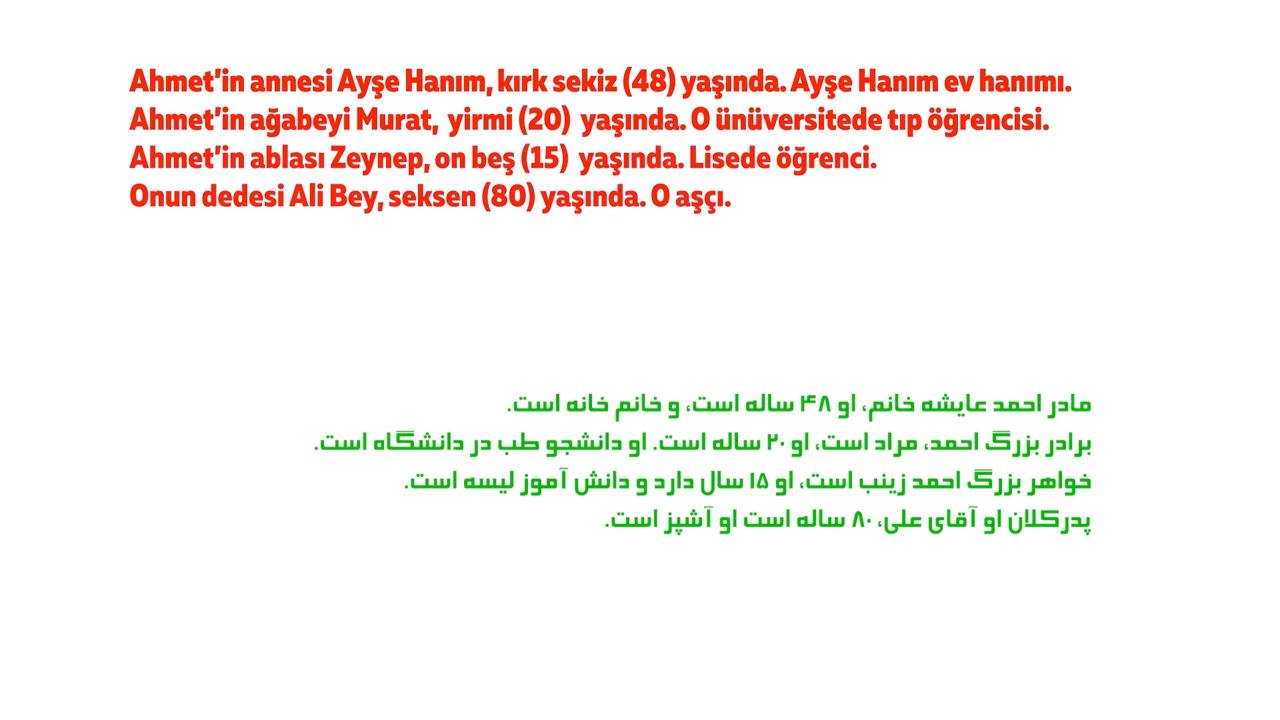 Ahmet'in annesi Ayşe Hanım, kırk sekiz (48) yaşında. Ayşe Hanım ev hanımı.
Ahmet'in ağabeyi Murat, yirmi (20) yaşında. O ünüversitede tıp öğrencisi.
Ahmet'in ablası Zeynep, on beş (15) yaşında. Lisede öğrenci.
Onun dedesi Ali Bey, seksen (80) yaşında. O aşçı.
مادر احمد عایشه خانم، او ۴۸ ساله است، و خانم خانه است.
برادر بزرگ احمد، مراد است، او ۲۰ ساله است. او دانشجو طب در دانشگاه است.
خواهر بزرگ احمد زینب است، او ۱۵ سال دارد و دانش آموز لیسه است.
پدرکلان او آقای علی، ۸۰ ساله است او آشپز است.